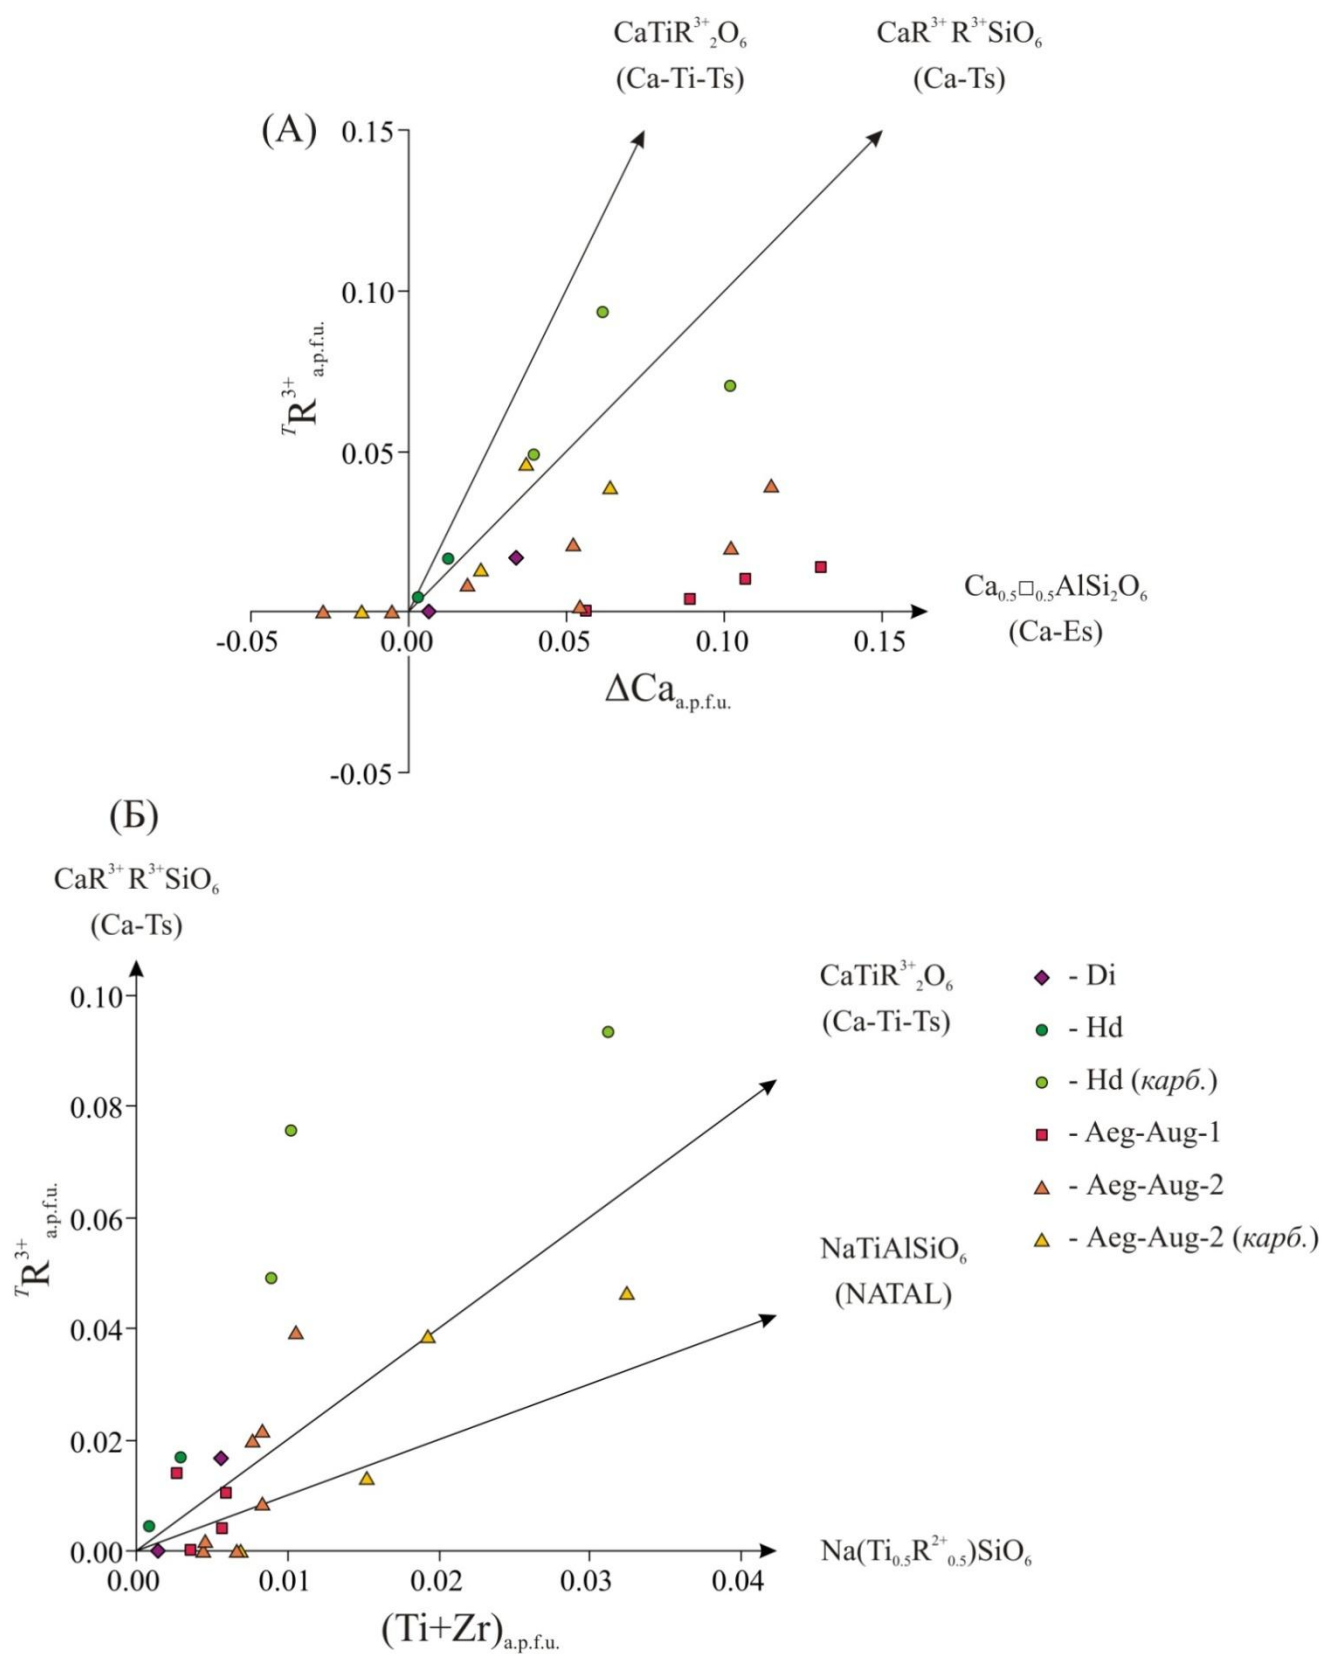 CaTiR³⁺₂O₆ CaR³⁺R³⁺SiO₆
(Ca-Ti-Ts) (Ca-Ts)
(А)
0.15
0.10
ᵀR³⁺ a.p.f.u.
0.05
Ca₀.₅□₀.₅AlSi₂O₆
(Ca-Es)
-0.05 0.00 0.05 0.10 0.15
ΔCa a.p.f.u.
-0.05
(Б)
CaR³⁺R³⁺SiO₆
(Ca-Ts)
CaTiR³⁺₂O₆
(Ca-Ti-Ts)
0.10
0.08
0.06
ᵀR³⁺ a.p.f.u.
0.04
0.02
0.00
NaTiAlSiO₆
(NATAL)
Na(Ti₀.₅R²⁺₀.₅)SiO₆
0.00 0.01 0.02 0.03 0.04
(Ti+Zr) a.p.f.u.
- Di
- Hd
- Hd (карб.)
- Aeg-Aug-1
- Aeg-Aug-2
- Aeg-Aug-2 (карб.)